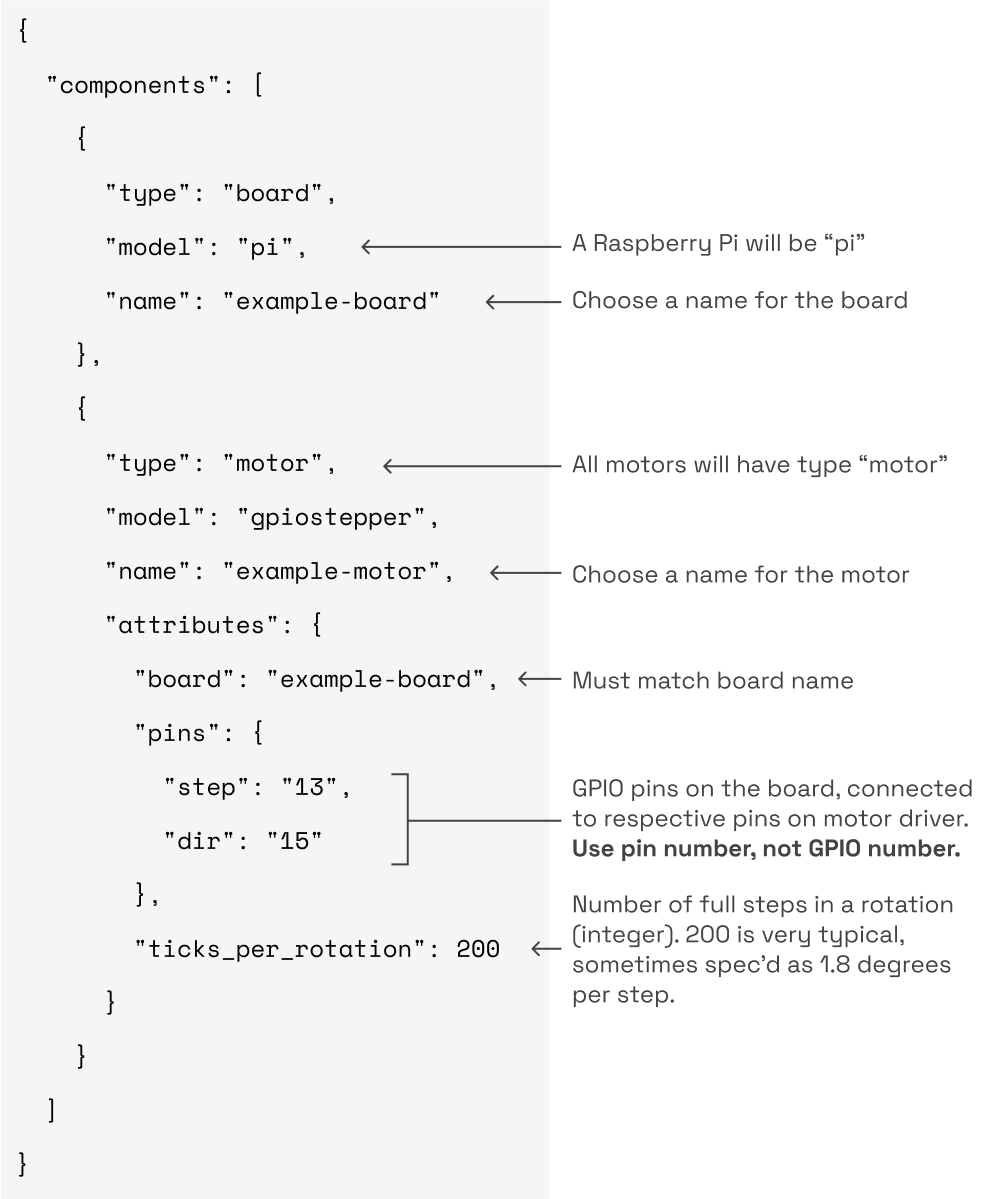 {
"components": [
{
"type": "board",
"model": "pi",
A Raspberry Pi will be “pi”
"name": "example-board"
Choose a name for the board
},
{
"type": "motor",
All motors will have type “motor”
"model": "gpiostepper",
"name": "example-motor",
Choose a name for the motor
"attributes": {
"board": "example-board",
Must match board name
"pins": {
"step": "13",
"dir": "15"
GPIO pins on the board, connected
to respective pins on motor driver.
Use pin number, not GPIO number.
},
"ticks_per_rotation": 200
Number of full steps in a rotation
(integer). 200 is very typical,
sometimes spec’d as 1.8 degrees
per step.
}
}
]
}